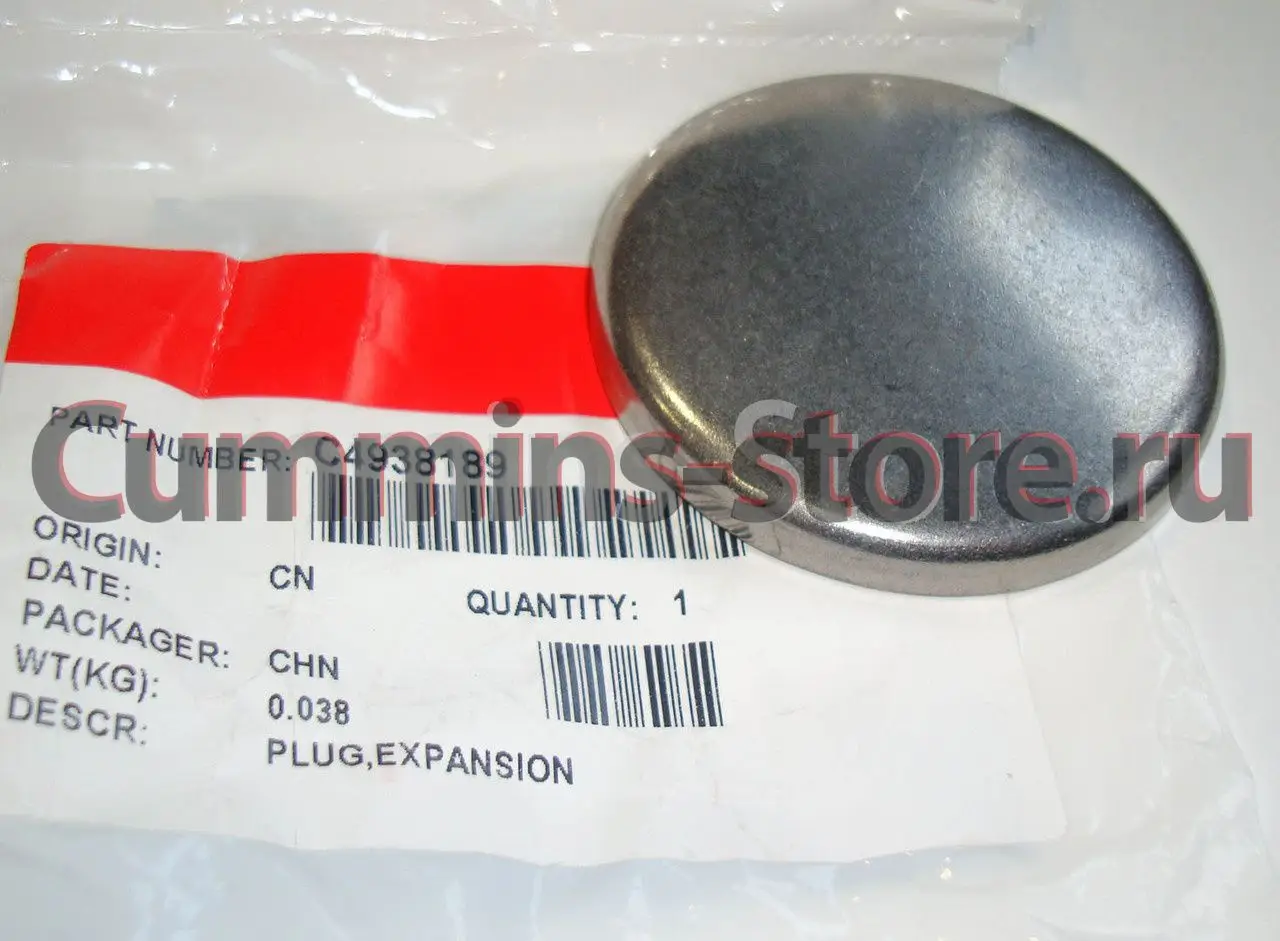 PART NUMBER: C4938189
Cummins-Store.ru
ORIGIN: CN
DATE: QUANTITY: 1
PACKAGER: CHN
WT(KG): 0.038
DESCR: PLUG,EXPANSION